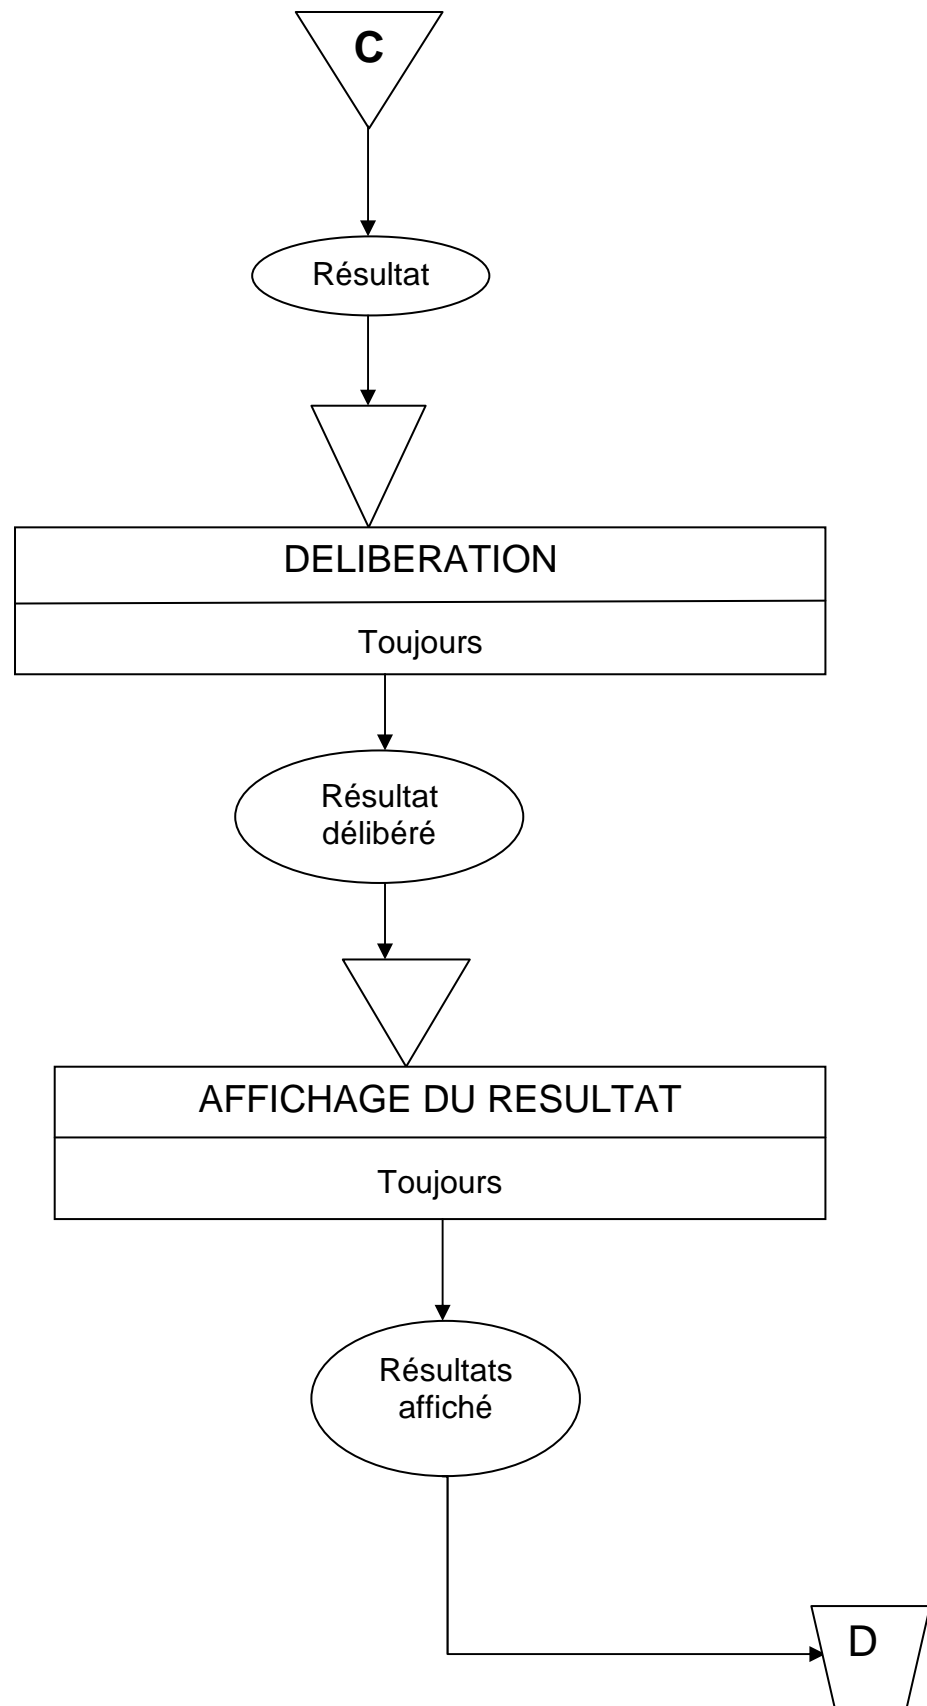 C
Résultat
DELIBERATION
Toujours
Résultat
délibéré
AFFICHAGE DU RESULTAT
Toujours
Résultats
affiché
D